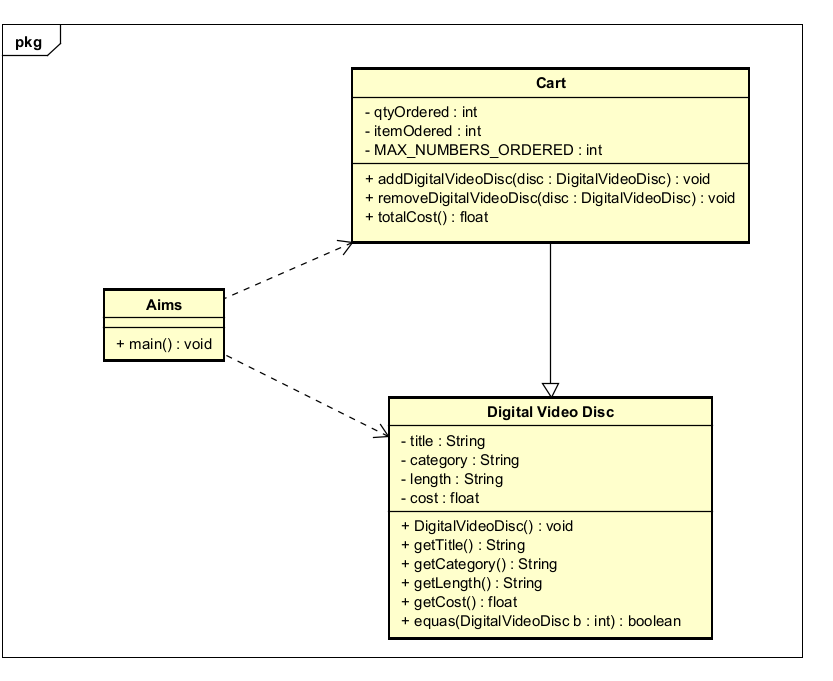 pkg
Cart
- qtyOrdered : int
- itemOdered : int
- MAX_NUMBERS_ORDERED : int
+ addDigitalVideoDisc(disc : DigitalVideoDisc) : void
+ removeDigitalVideoDisc(disc : DigitalVideoDisc) : void
+ totalCost() : float
Aims
+ main() : void
Digital Video Disc
- title : String
- category : String
- length : String
- cost : float
+ DigitalVideoDisc() : void
+ getTitle() : String
+ getCategory() : String
+ getLength() : String
+ getCost() : float
+ equas(DigitalVideoDisc b : int) : boolean